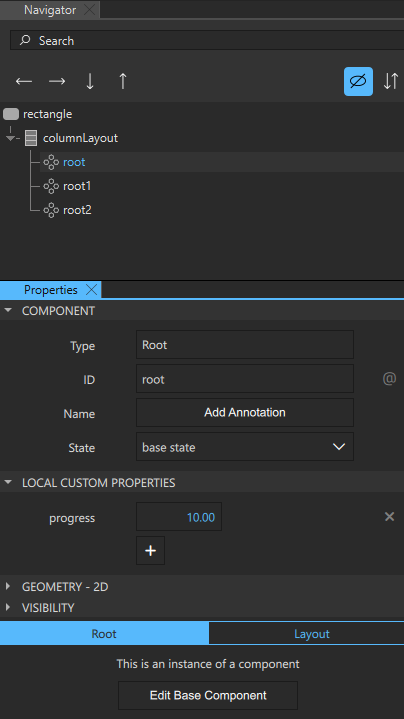 Navigator
Search
rectangle
columnLayout
root
root1
root2
Properties
COMPONENT
Type Root
ID root @
Name Add Annotation
State base state
LOCAL CUSTOM PROPERTIES
progress 10.00
+
GEOMETRY - 2D
VISIBILITY
Root Layout
This is an instance of a component
Edit Base Component